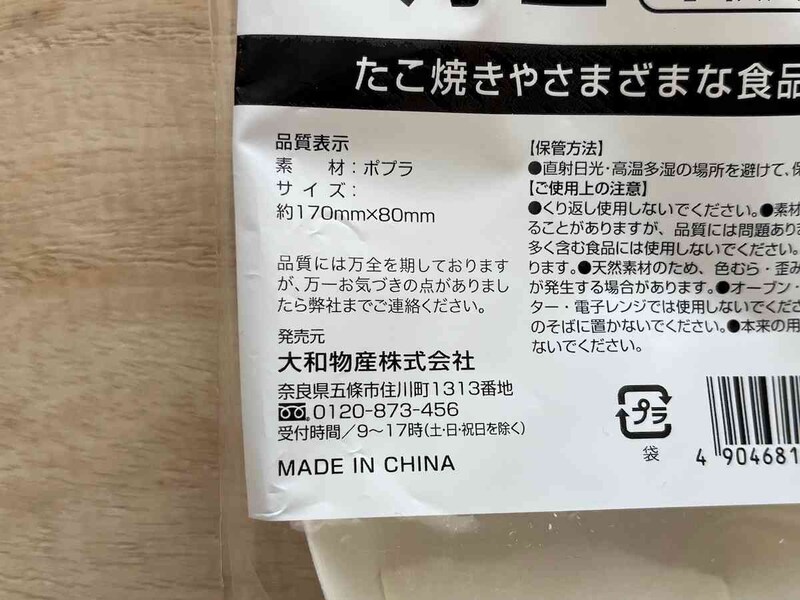 たこ焼きやさまざまな食品
品質表示
素 材：ポプラ
サイズ：
約170mm×80mm
品質には万全を期しております
が、万一お気づきの点がありまし
たら弊社までご連絡ください。
発売元
大和物産株式会社
奈良県五條市住川町1313番地
0120-873-456
受付時間／9〜17時(土・日・祝日を除く)
MADE IN CHINA
【保管方法】
●直射日光・高温多湿の場所を避けて、保
【ご使用上の注意】
●くり返し使用しないでください。●素材
ることがありますが、品質には問題ありま
多く含む食品には使用しないでください。
ります。●天然素材のため、色むら・歪み
が発生する場合があります。●オーブン・
ター・電子レンジでは使用しないでくださ
のそばに置かないでください。●本来の用
ないでください。
プラ
袋
4 904681